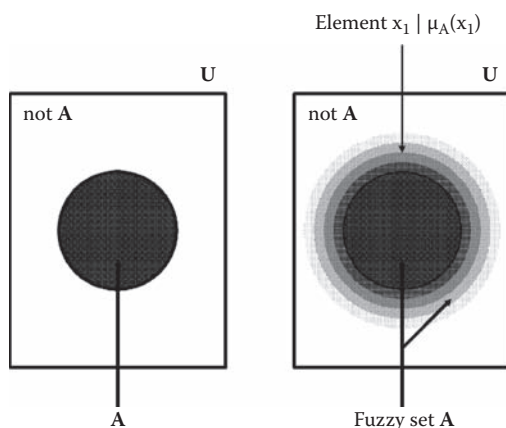 Element x₁ | μA(x₁)
U
U
not A
not A
A
Fuzzy set A